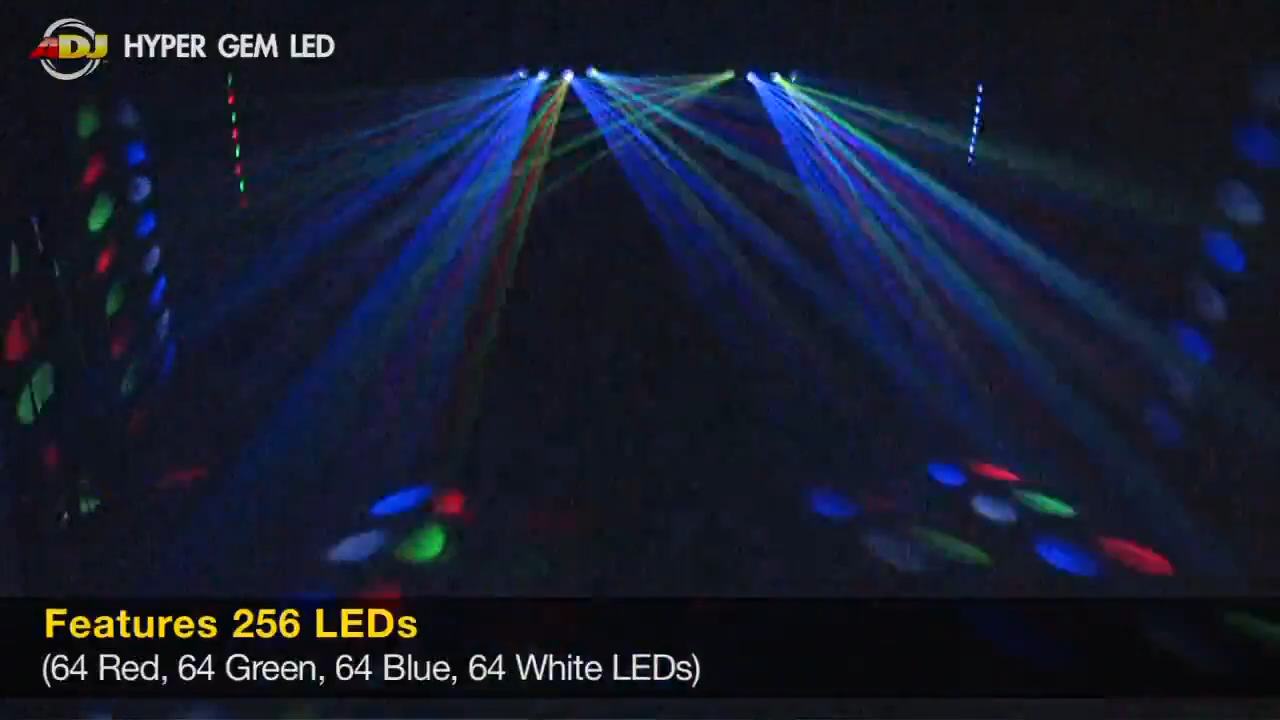 ADJ HYPER GEM LED
Features 256 LEDs
(64 Red, 64 Green, 64 Blue, 64 White LEDs)